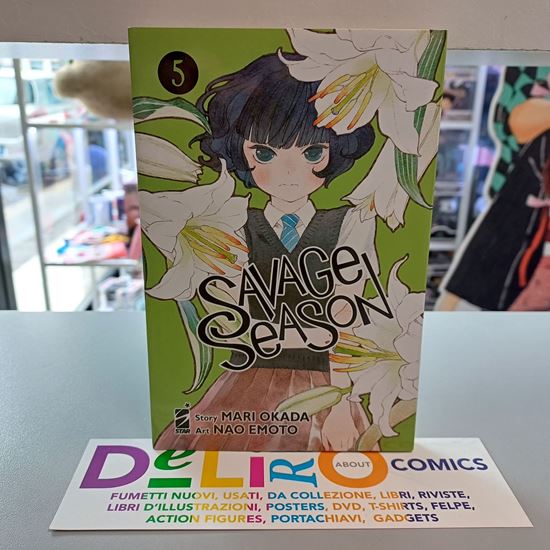 5
SAVAGE
SEASON
STAR
Story MARI OKADA
Art NAO EMOTO
DeLiRO ABOUT COMICS
FUMETTI NUOVI, USATI, DA COLLEZIONE, LIBRI, RIVISTE,
LIBRI D'ILLUSTRAZIONI, POSTERS, DVD, T-SHIRTS, FELPE,
ACTION FIGURES, PORTACHIAVI, GADGETS